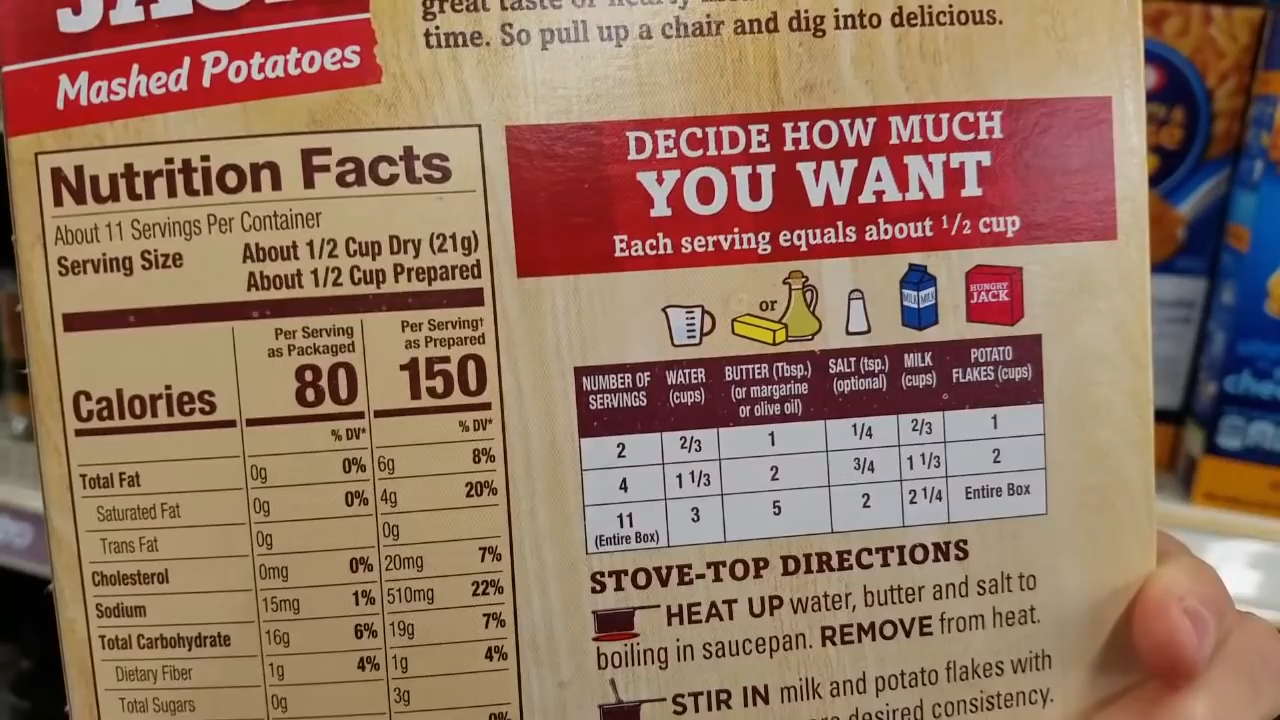 JACK
Mashed Potatoes
great taste of nearly
time. So pull up a chair and dig into delicious.
Nutrition Facts
About 11 Servings Per Container
Serving Size About 1/2 Cup Dry (21g)
About 1/2 Cup Prepared
Per Serving as Packaged
Per Serving† as Prepared
Calories 80 150
% DV* % DV*
Total Fat 0g 0% 6g 8%
Saturated Fat 0g 0% 4g 20%
Trans Fat 0g 0g
Cholesterol 0mg 0% 20mg 7%
Sodium 15mg 1% 510mg 22%
Total Carbohydrate 16g 6% 19g 7%
Dietary Fiber 1g 4% 1g 4%
Total Sugars 0g 3g
0%
DECIDE HOW MUCH
YOU WANT
Each serving equals about 1/2 cup
or
MILK MILK
HUNGRY
JACK
NUMBER OF SERVINGS WATER (cups) BUTTER (Tbsp.) (or margarine or olive oil) SALT (tsp.) (optional) MILK (cups) POTATO FLAKES (cups)
2 2/3 1 1/4 2/3 1
4 1 1/3 2 3/4 1 1/3 2
11 (Entire Box) 3 5 2 2 1/4 Entire Box
STOVE-TOP DIRECTIONS
HEAT UP water, butter and salt to
boiling in saucepan. REMOVE from heat.
STIR IN milk and potato flakes with
desired consistency.